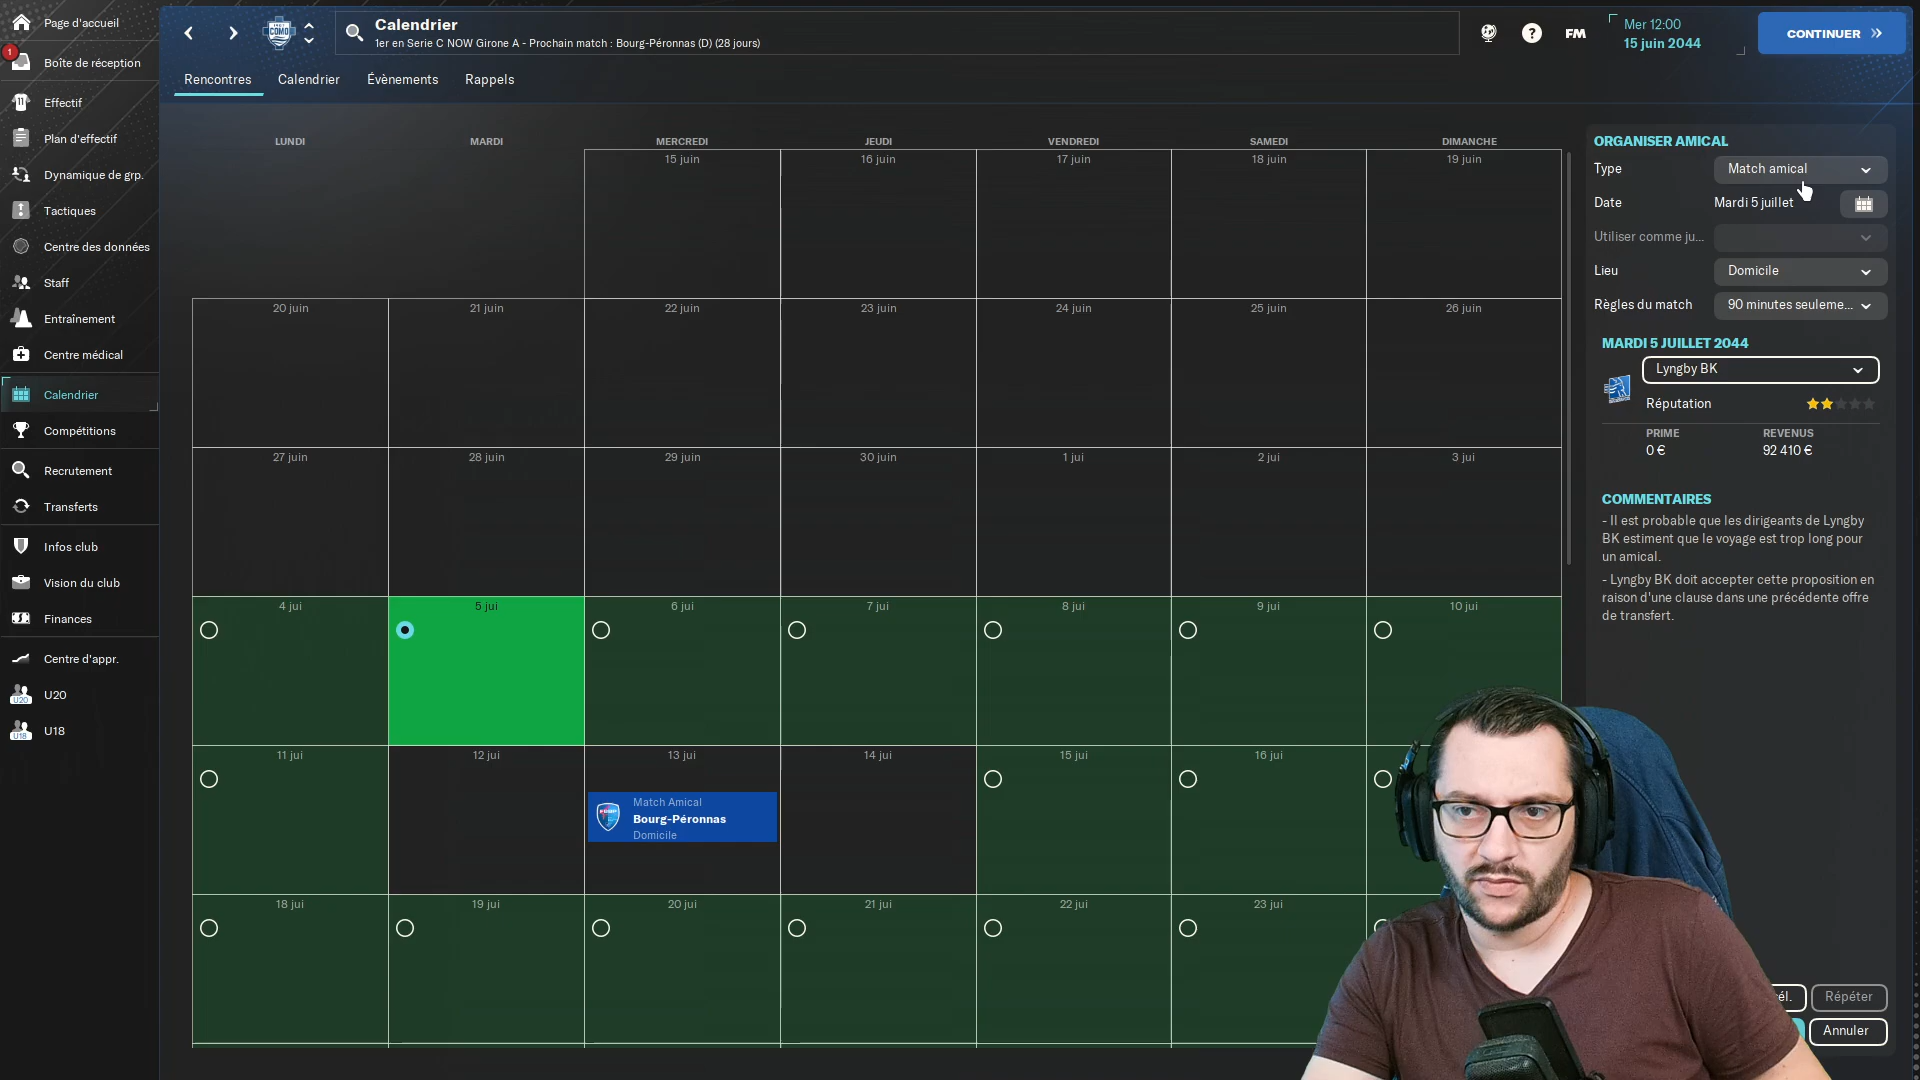 Page d'accueil
1
Boîte de réception
Effectif
Plan d'effectif
Dynamique de grp.
Tactiques
Centre des données
Staff
Entraînement
Centre médical
Calendrier
Compétitions
Recrutement
Transferts
Infos club
Vision du club
Finances
Centre d'appr.
U20
U20
U18
U18
COMO
Calendrier
1er en Serie C NOW Girone A - Prochain match : Bourg-Péronnas (D) (28 jours)
FM
Mer 12:00
15 juin 2044
CONTINUER
Rencontres
Calendrier
Évènements
Rappels
LUNDI
MARDI
MERCREDI
JEUDI
VENDREDI
SAMEDI
DIMANCHE
15 juin
16 juin
17 juin
18 juin
19 juin
20 juin
21 juin
22 juin
23 juin
24 juin
25 juin
26 juin
27 juin
28 juin
29 juin
30 juin
1 jui
2 jui
3 jui
4 jui
5 jui
6 jui
7 jui
8 jui
9 jui
10 jui
11 jui
12 jui
13 jui
14 jui
15 jui
16 jui
Match Amical
Bourg-Péronnas
Domicile
18 jui
19 jui
20 jui
21 jui
22 jui
23 jui
ORGANISER AMICAL
Type
Match amical
Date
Mardi 5 juillet
Utiliser comme ju...
Lieu
Domicile
Règles du match
90 minutes seuleme...
MARDI 5 JUILLET 2044
Lyngby BK
Réputation
PRIME
REVENUS
0 €
92 410 €
COMMENTAIRES
- Il est probable que les dirigeants de Lyngby
BK estiment que le voyage est trop long pour
un amical.
- Lyngby BK doit accepter cette proposition en
raison d'une clause dans une précédente offre
de transfert.
él.
Répéter
Annuler